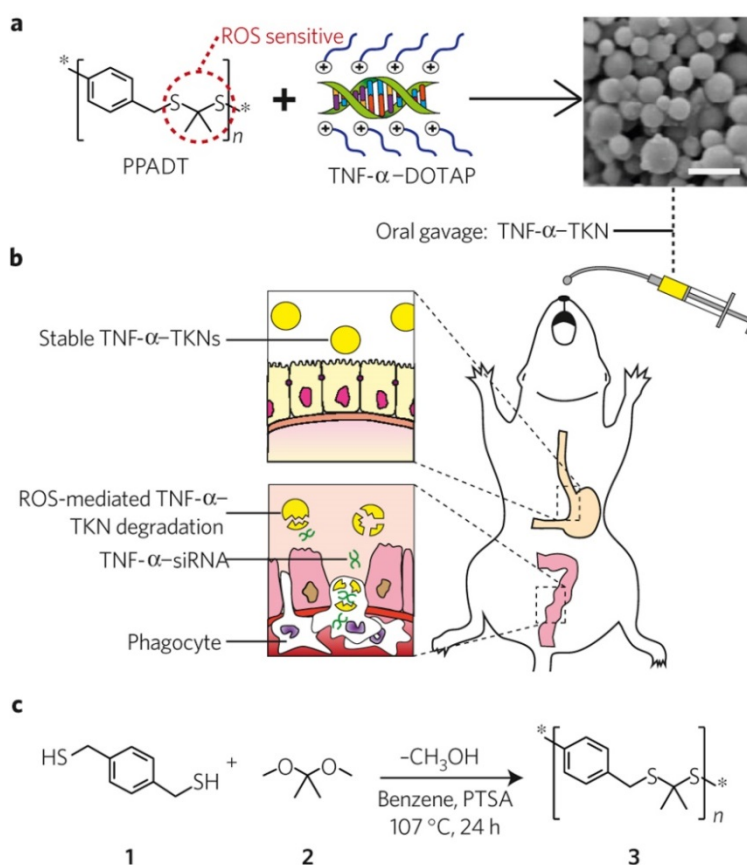 a
ROS sensitive
*
S
S
*
n
PPADT
+
TNF-α–DOTAP
Oral gavage: TNF-α–TKN
b
Stable TNF-α–TKNs
ROS-mediated TNF-α–
TKN degradation
TNF-α–siRNA
Phagocyte
c
HS
SH
+
O
O
–CH₃OH
Benzene, PTSA
107 °C, 24 h
*
S
S
*
n
1
2
3